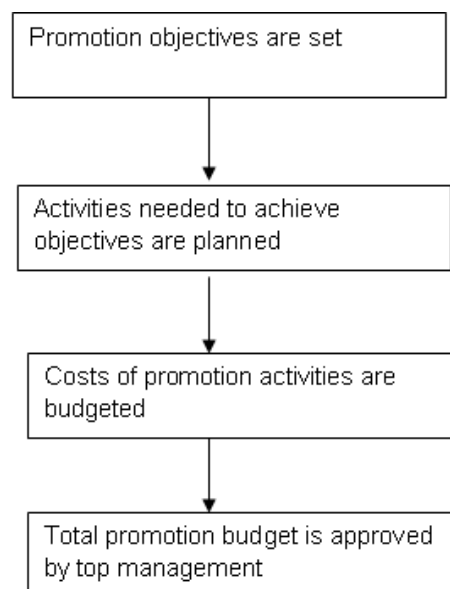 Promotion objectives are set
Activities needed to achieve
objectives are planned
Costs of promotion activities are
budgeted
Total promotion budget is approved
by top management